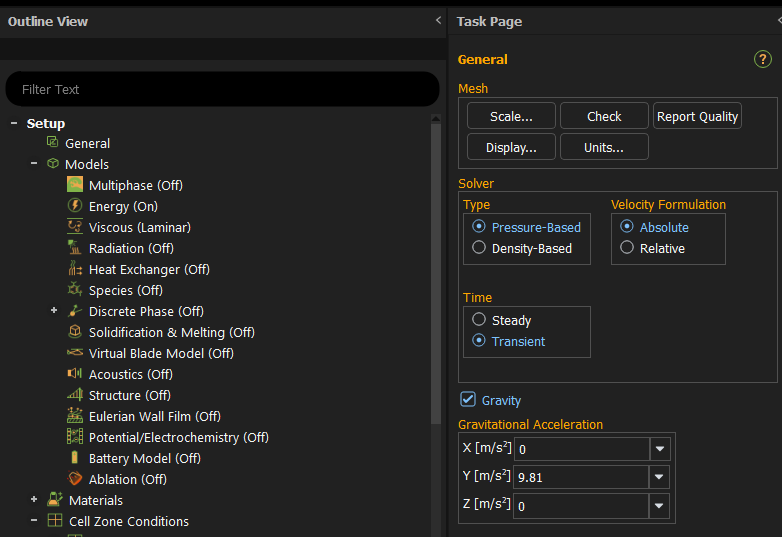 Outline View
Filter Text
Setup
General
Models
Multiphase (Off)
Energy (On)
Viscous (Laminar)
Radiation (Off)
Heat Exchanger (Off)
Species (Off)
Discrete Phase (Off)
Solidification & Melting (Off)
Virtual Blade Model (Off)
Acoustics (Off)
Structure (Off)
Eulerian Wall Film (Off)
Potential/Electrochemistry (Off)
Battery Model (Off)
Ablation (Off)
Materials
Cell Zone Conditions
Task Page
General
?
Mesh
Scale... Check Report Quality
Display... Units...
Solver
Type Velocity Formulation
Pressure-Based Absolute
Density-Based Relative
Time
Steady
Transient
Gravity
Gravitational Acceleration
X [m/s²] 0
Y [m/s²] 9.81
Z [m/s²] 0